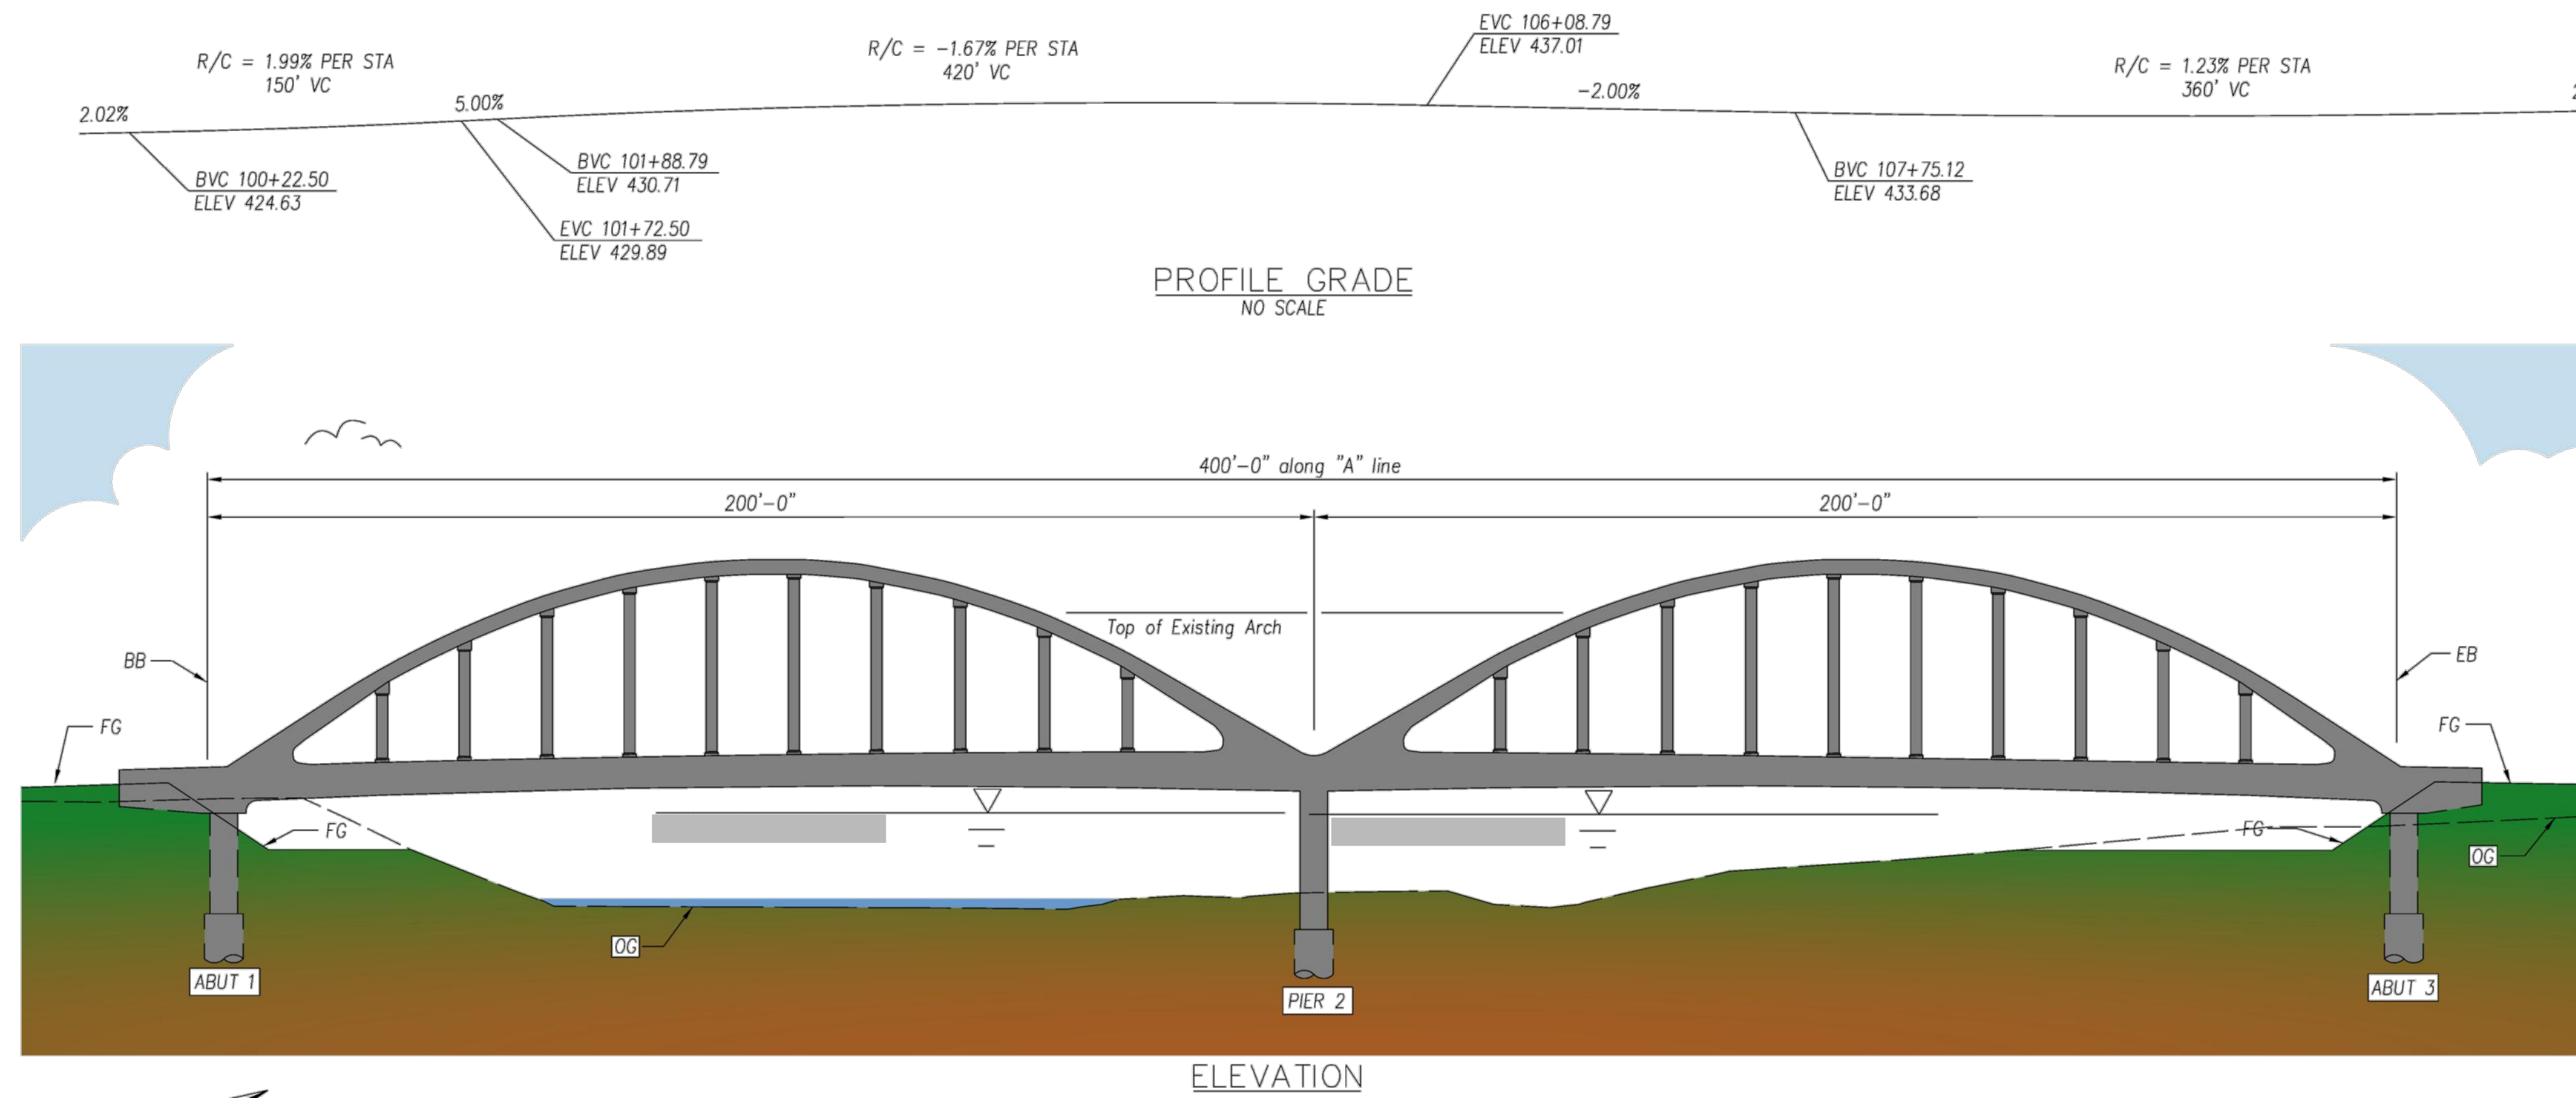 R/C = 1.99% PER STA
150' VC
R/C = -1.67% PER STA
420' VC
EVC 106+08.79
ELEV 437.01
R/C = 1.23% PER STA
360' VC
2.02%
5.00%
-2.00%
BVC 100+22.50
ELEV 424.63
BVC 101+88.79
ELEV 430.71
EVC 101+72.50
ELEV 429.89
BVC 107+75.12
ELEV 433.68
PROFILE GRADE
NO SCALE
400'-0" along "A" line
200'-0"
200'-0"
Top of Existing Arch
BB
EB
FG
FG
FG
FG
OG
OG
ABUT 1
PIER 2
ABUT 3
ELEVATION